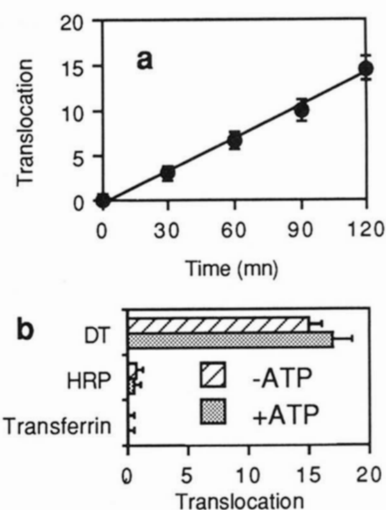 20
a
15
10
5
0
Translocation
0 30 60 90 120
Time (mn)
b
DT
HRP
Transferrin
-ATP
+ATP
0 5 10 15 20
Translocation